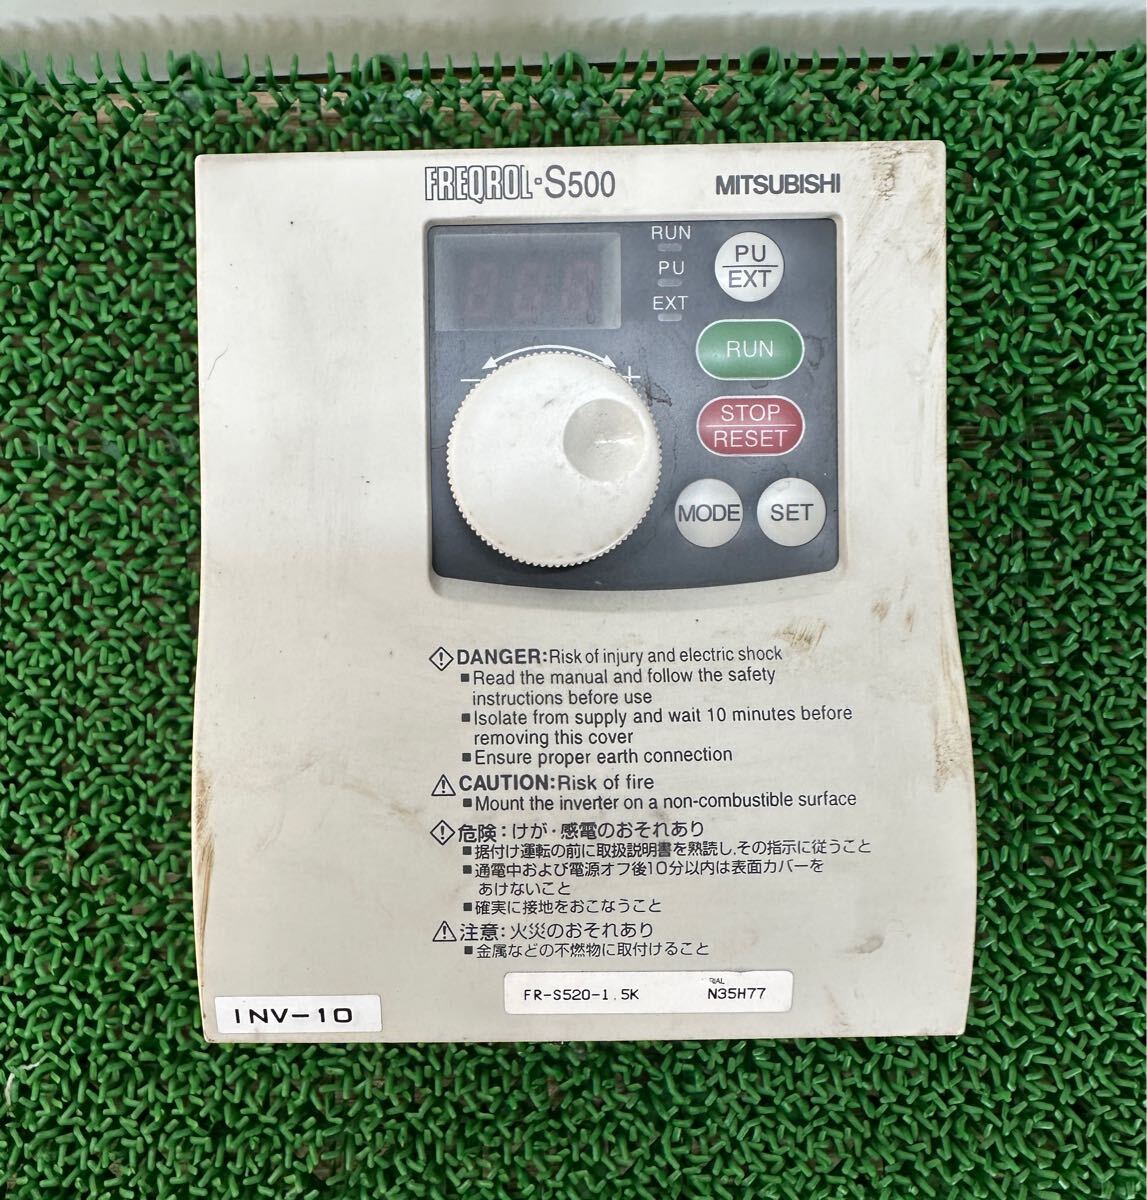 FREQROL-S500 MITSUBISHI
RUN
PU
EXT
PU
EXT
RUN
STOP
RESET
MODE SET
− +
DANGER:Risk of injury and electric shock
■Read the manual and follow the safety
instructions before use
■Isolate from supply and wait 10 minutes before
removing this cover
■Ensure proper earth connection
CAUTION:Risk of fire
■Mount the inverter on a non-combustible surface
危険：けが・感電のおそれあり
■据付け運転の前に取扱説明書を熟読し、その指示に従うこと
■通電中および電源オフ後10分以内は表面カバーを
あけないこと
■確実に接地をおこなうこと
注意：火災のおそれあり
■金属などの不燃物に取付けること
FR-S520-1.5K N35H77
INV-10